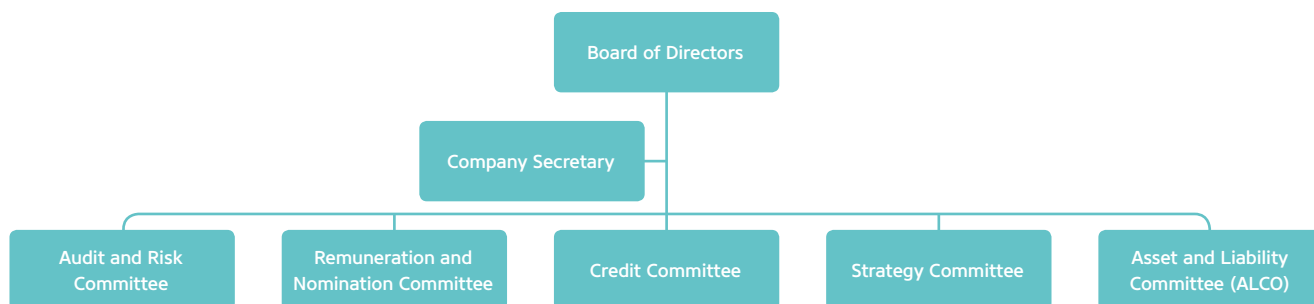 Board of Directors
Company Secretary
Audit and Risk
Committee
Remuneration and
Nomination Committee
Credit Committee
Strategy Committee
Asset and Liability
Committee (ALCO)